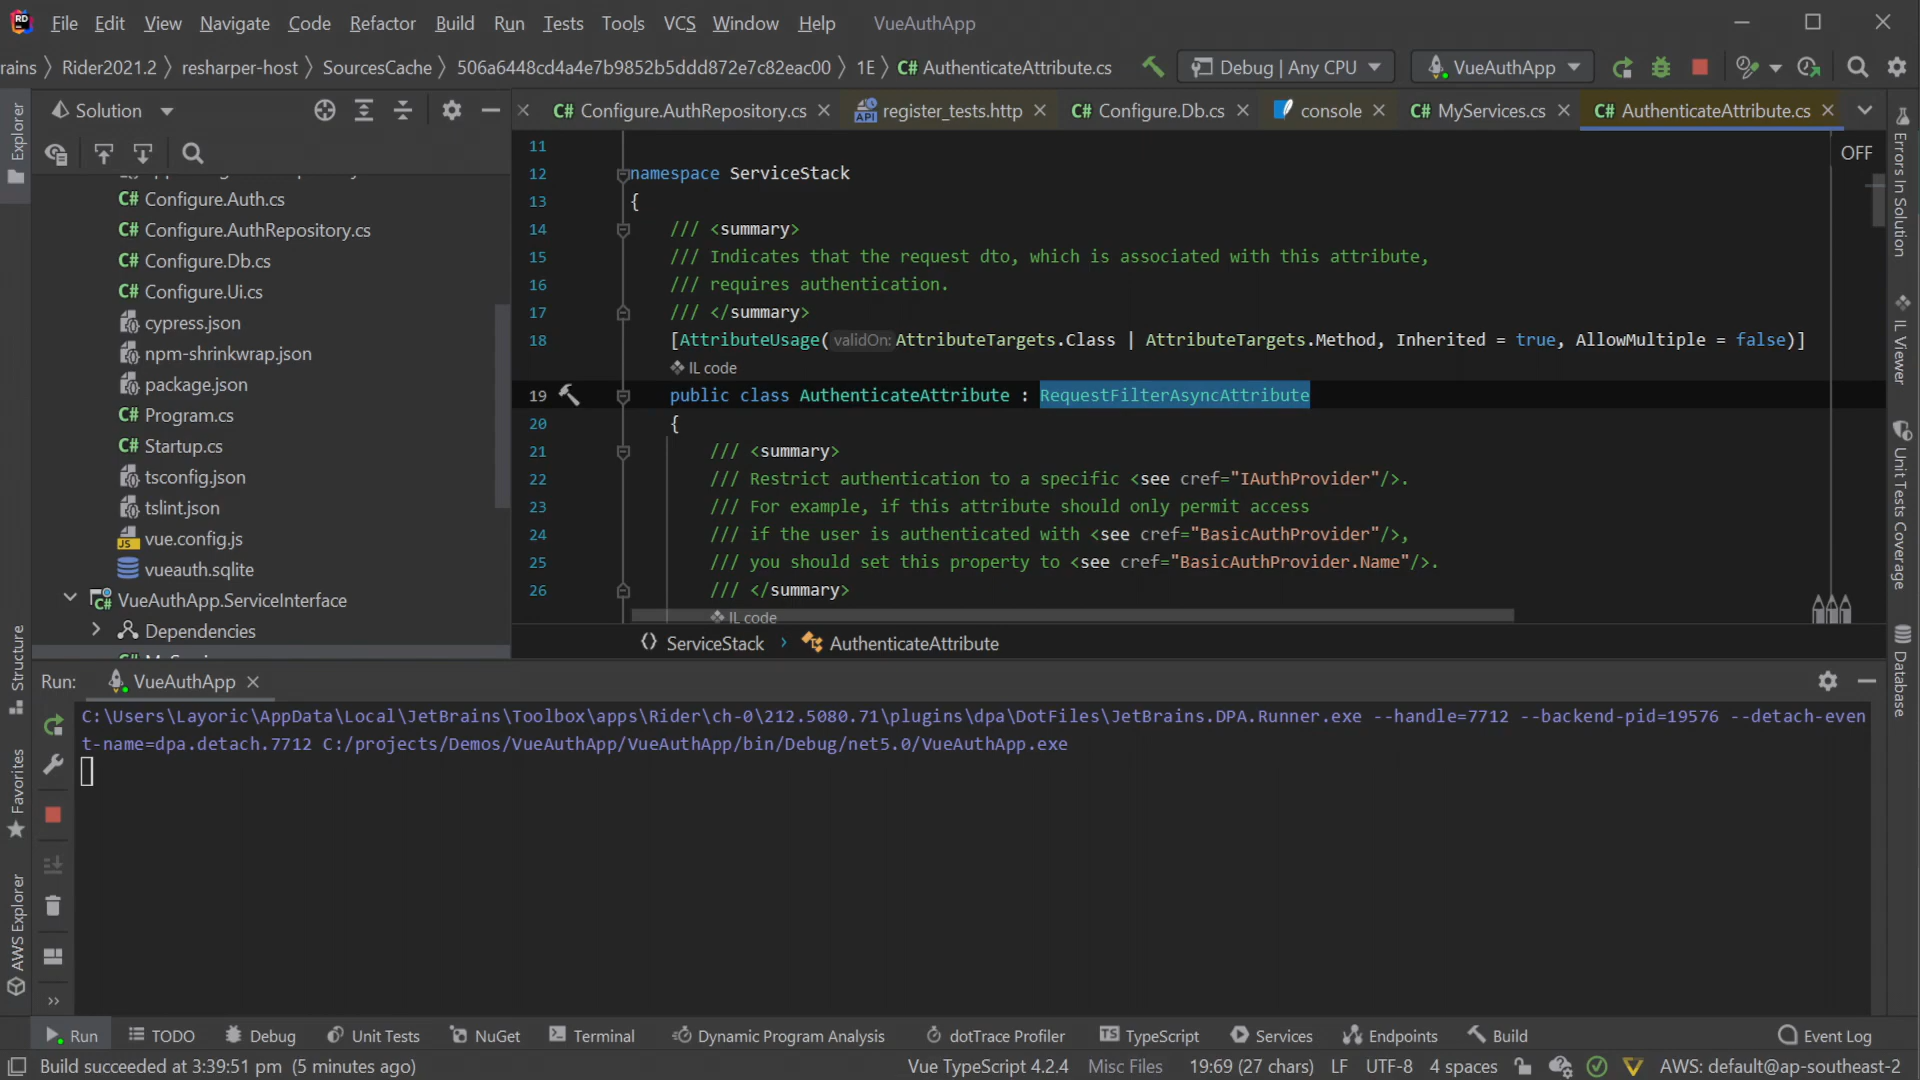 RD File Edit View Navigate Code Refactor Build Run Tests Tools VCS Window Help VueAuthApp
rains Rider2021.2 resharper-host SourcesCache 506a6448cd4a4e7b9852b5ddd872e7c82eac00 1E C# AuthenticateAttribute.cs Debug | Any CPU VueAuthApp
Explorer
Solution
C# Configure.AuthRepository.cs API register_tests.http C# Configure.Db.cs console C# MyServices.cs C# AuthenticateAttribute.cs
OFF
C# Configure.Auth.cs
C# Configure.AuthRepository.cs
C# Configure.Db.cs
C# Configure.Ui.cs
cypress.json
npm-shrinkwrap.json
package.json
C# Program.cs
C# Startup.cs
tsconfig.json
tslint.json
JS vue.config.js
vueauth.sqlite
C# VueAuthApp.ServiceInterface
Dependencies
11
12 namespace ServiceStack
13 {
14 /// <summary>
15 /// Indicates that the request dto, which is associated with this attribute,
16 /// requires authentication.
17 /// </summary>
18 [AttributeUsage( validOn: AttributeTargets.Class | AttributeTargets.Method, Inherited = true, AllowMultiple = false)]
IL code
19 public class AuthenticateAttribute : RequestFilterAsyncAttribute
20 {
21 /// <summary>
22 /// Restrict authentication to a specific <see cref="IAuthProvider"/>.
23 /// For example, if this attribute should only permit access
24 /// if the user is authenticated with <see cref="BasicAuthProvider"/>,
25 /// you should set this property to <see cref="BasicAuthProvider.Name"/>.
26 /// </summary>
IL code
ServiceStack AuthenticateAttribute
Errors In Solution
IL Viewer
Unit Tests Coverage
Database
Structure
Favorites
AWS Explorer
Run: VueAuthApp
C:\Users\Layoric\AppData\Local\JetBrains\Toolbox\apps\Rider\ch-0\212.5080.71\plugins\dpa\DotFiles\JetBrains.DPA.Runner.exe --handle=7712 --backend-pid=19576 --detach-even
t-name=dpa.detach.7712 C:/projects/Demos/VueAuthApp/VueAuthApp/bin/Debug/net5.0/VueAuthApp.exe
Run TODO Debug Unit Tests NuGet Terminal Dynamic Program Analysis dotTrace Profiler TS TypeScript Services Endpoints Build Event Log
Build succeeded at 3:39:51 pm (5 minutes ago) Vue TypeScript 4.2.4 Misc Files 19:69 (27 chars) LF UTF-8 4 spaces AWS: default@ap-southeast-2